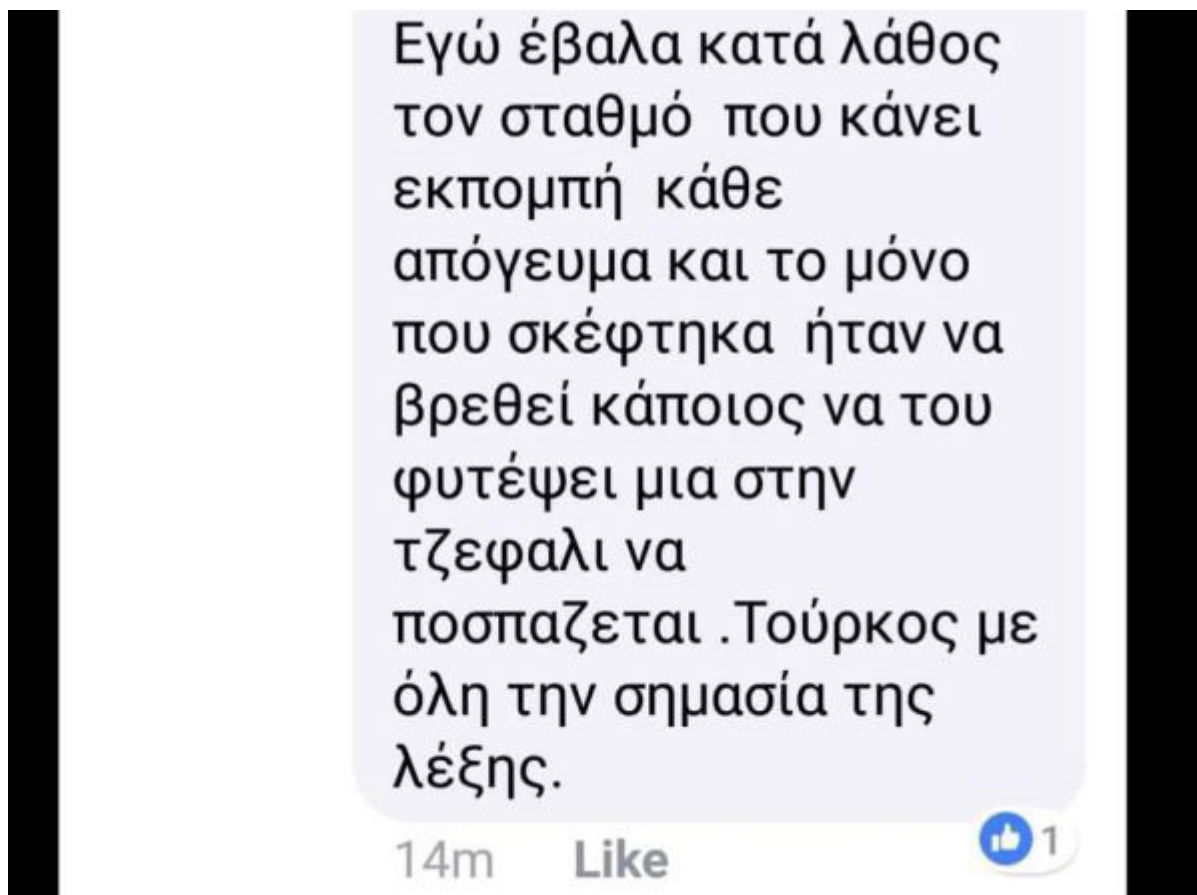 Εγώ έβαλα κατά λάθος
τον σταθμό που κάνει
εκπομπή κάθε
απόγευμα και το μόνο
που σκέφτηκα ήταν να
βρεθεί κάποιος να του
φυτέψει μια στην
τζεφαλι να
ποσπαζεται .Τούρκος με
όλη την σημασία της
λέξης.
14m Like 1